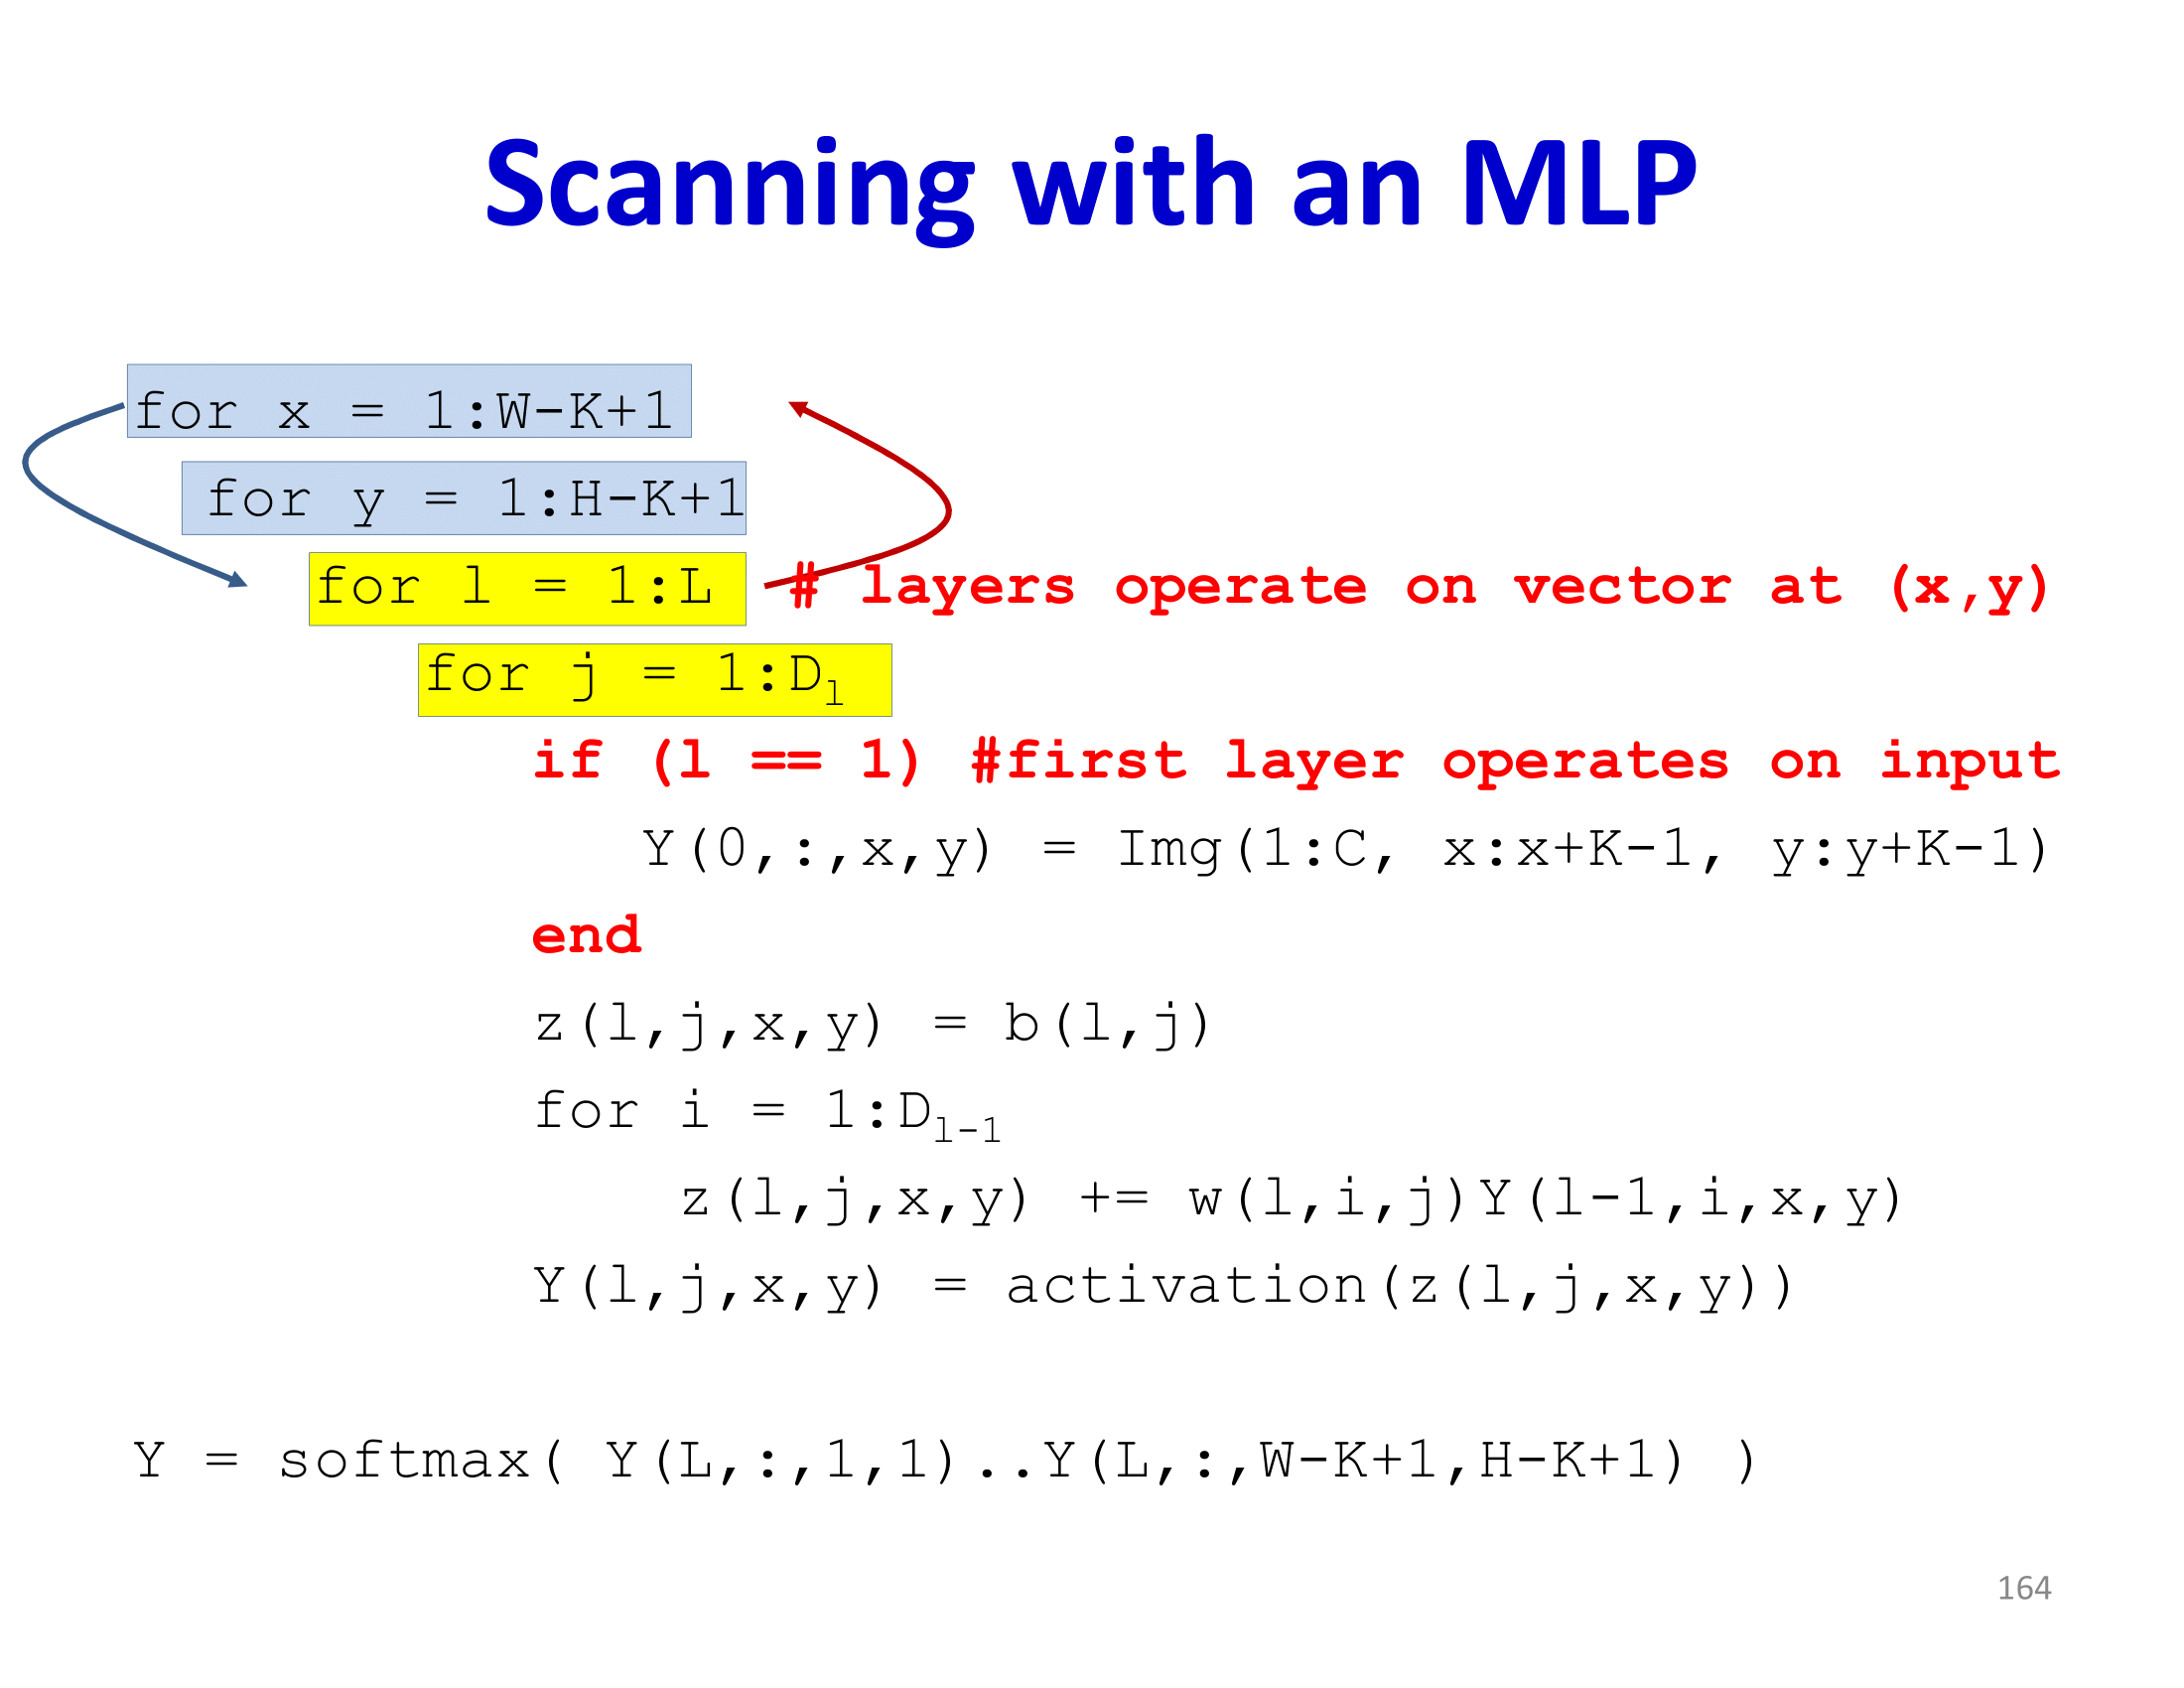 Scanning with an MLP
for x = 1:W-K+1
for y = 1:H-K+1
for l = 1:L # layers operate on vector at (x,y)
for j = 1:Dl
if (l == 1) #first layer operates on input
Y(0,:,x,y) = Img(1:C, x:x+K-1, y:y+K-1)
end
z(l,j,x,y) = b(l,j)
for i = 1:Dl-1
z(l,j,x,y) += w(l,i,j)Y(l-1,i,x,y)
Y(l,j,x,y) = activation(z(l,j,x,y))
Y = softmax( Y(L,:,1,1)..Y(L,:,W-K+1,H-K+1) )
164